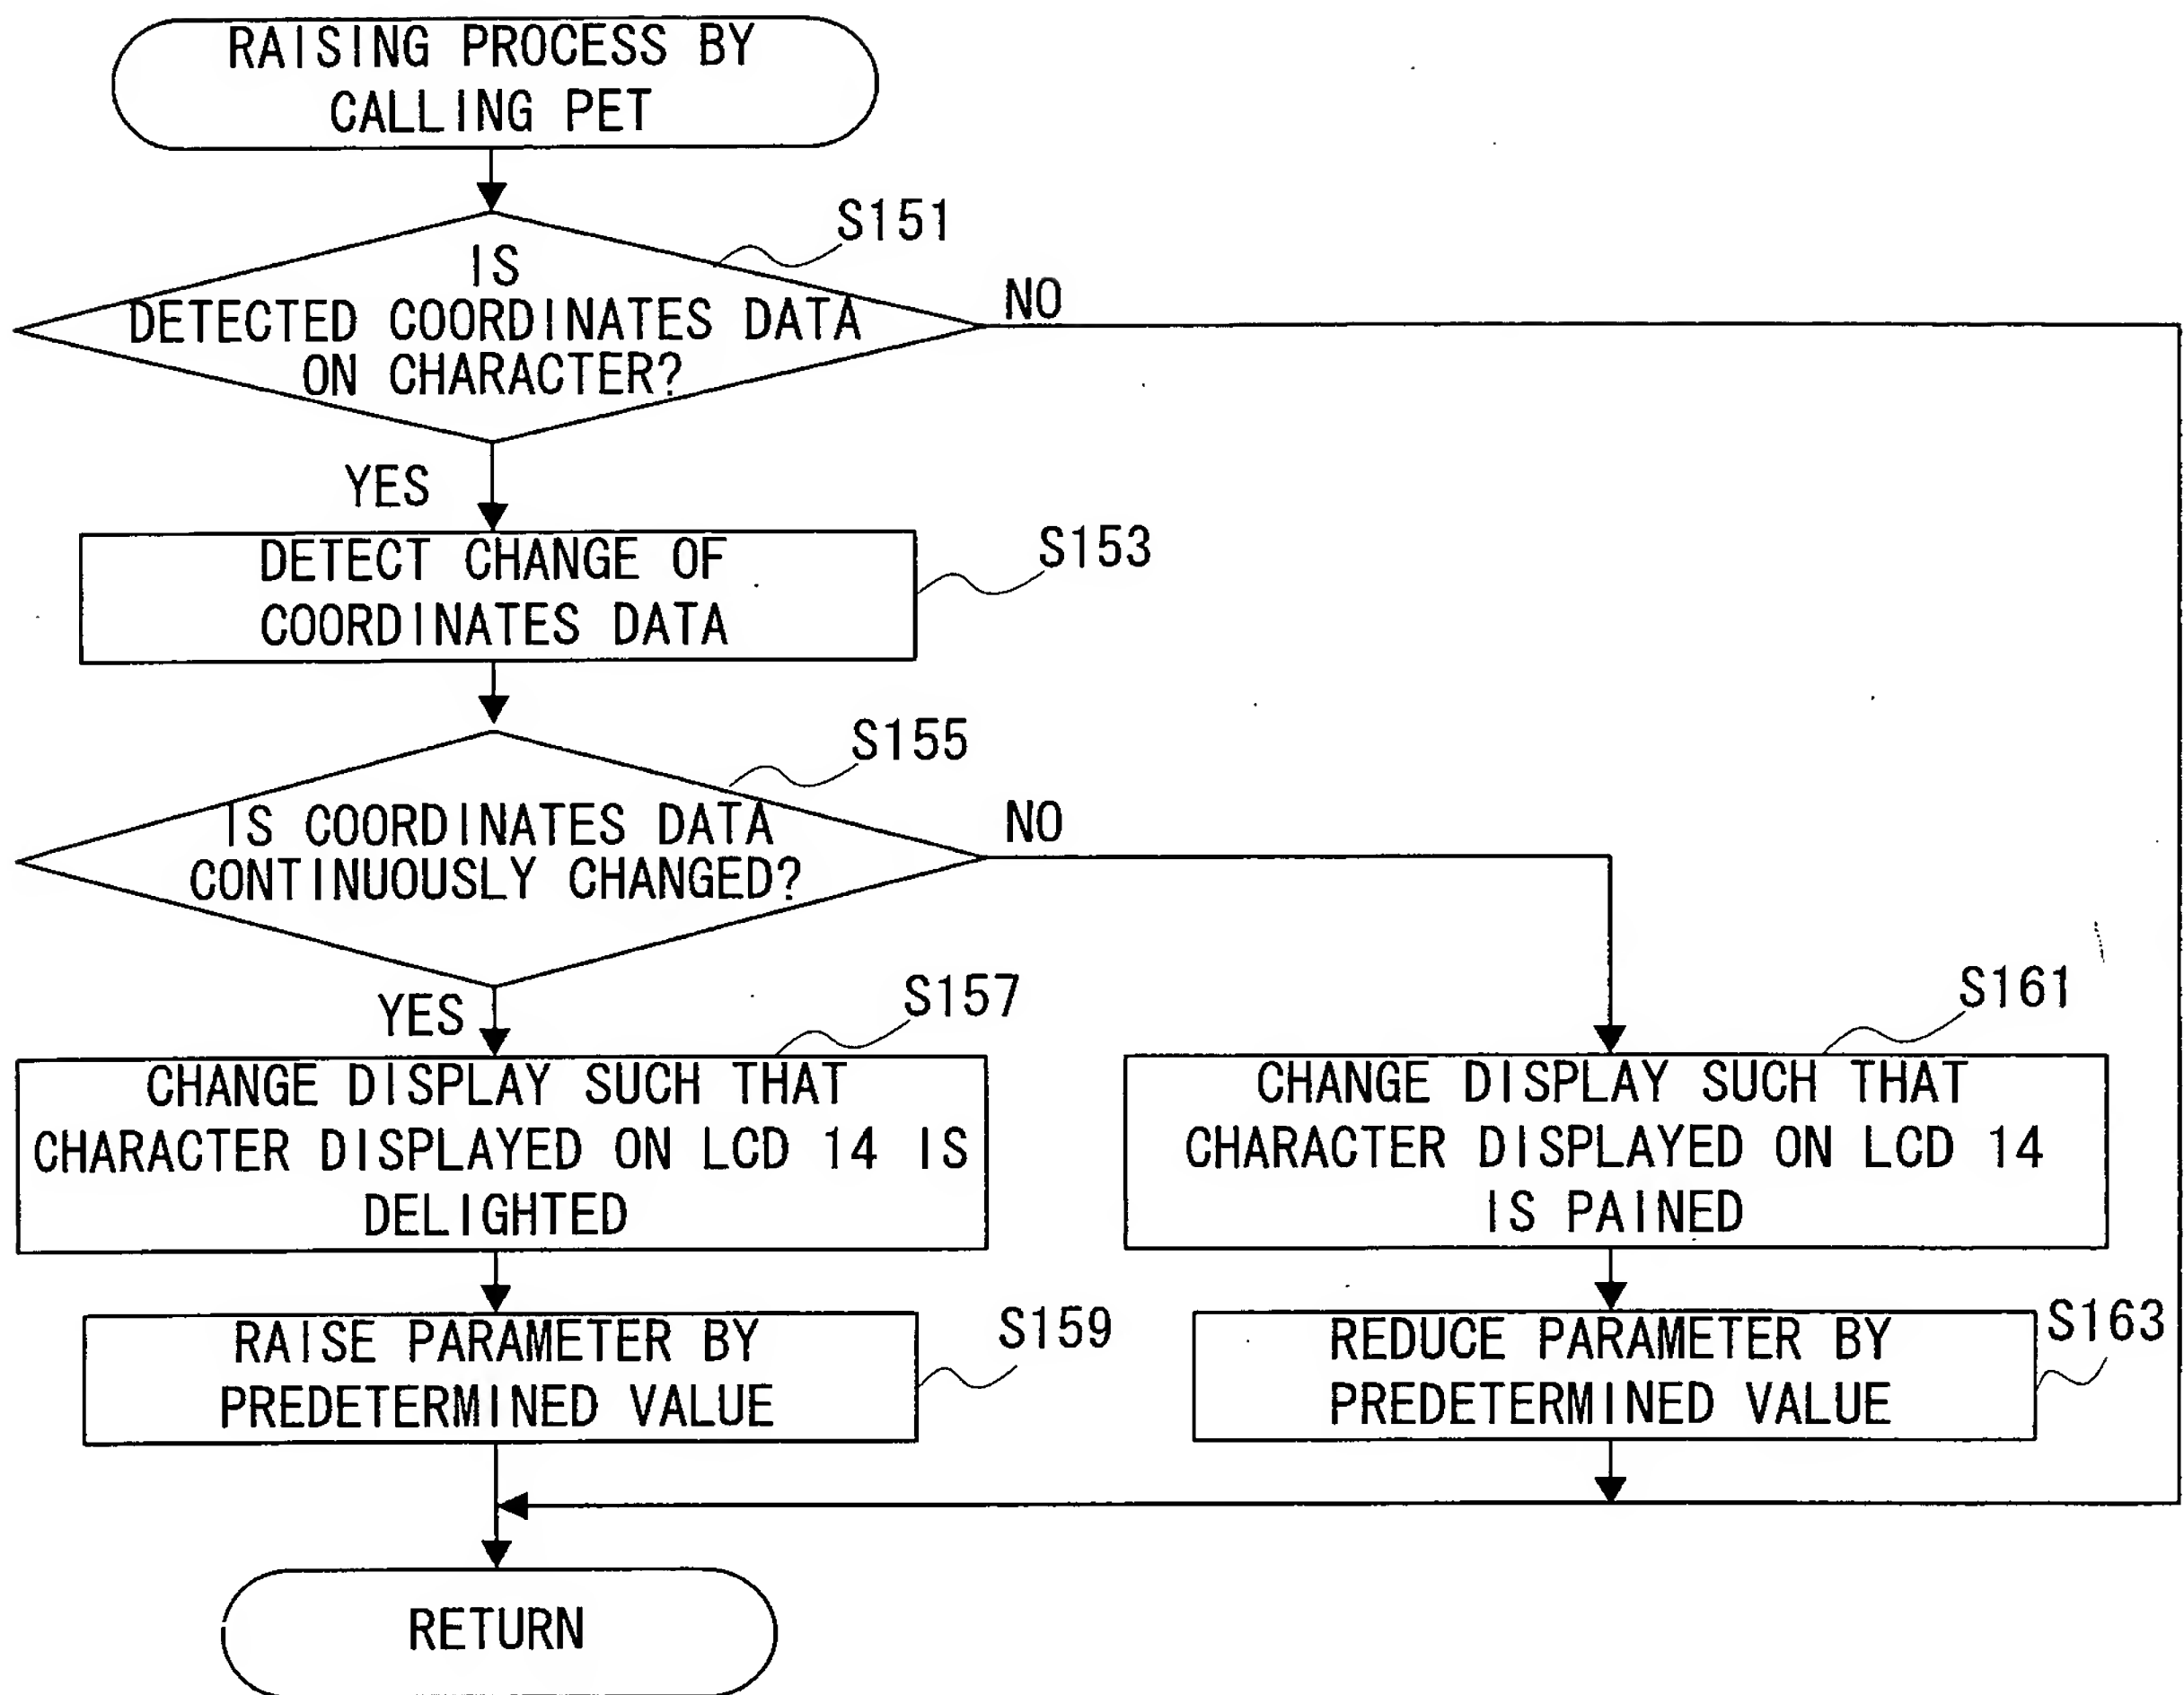 RAISING PROCESS BY
CALLING PET
S151
IS
DETECTED COORDINATES DATA
ON CHARACTER?
NO
YES
DETECT CHANGE OF
COORDINATES DATA
S153
S155
IS COORDINATES DATA
CONTINUOUSLY CHANGED?
NO
YES
S157
CHANGE DISPLAY SUCH THAT
CHARACTER DISPLAYED ON LCD 14 IS
DELIGHTED
S161
CHANGE DISPLAY SUCH THAT
CHARACTER DISPLAYED ON LCD 14
IS PAINED
RAISE PARAMETER BY
PREDETERMINED VALUE
S159
REDUCE PARAMETER BY
PREDETERMINED VALUE
S163
RETURN